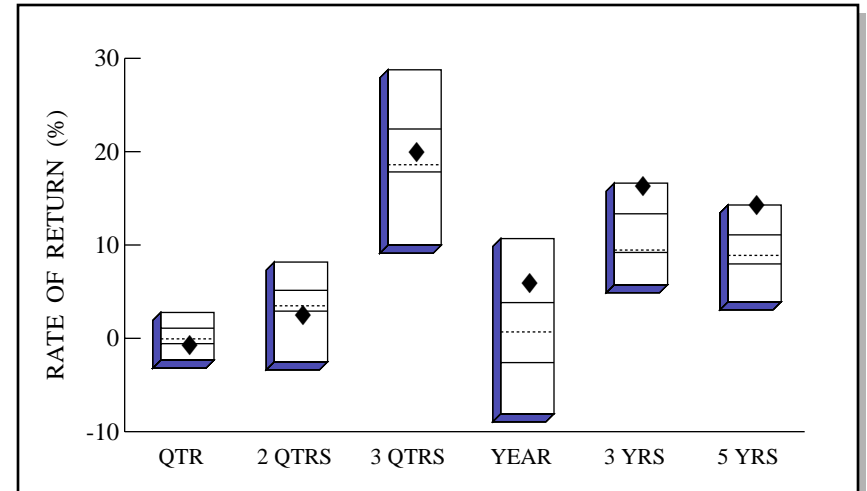 30
20
10
0
-10
RATE OF RETURN (%)
QTR 2 QTRS 3 QTRS YEAR 3 YRS 5 YRS